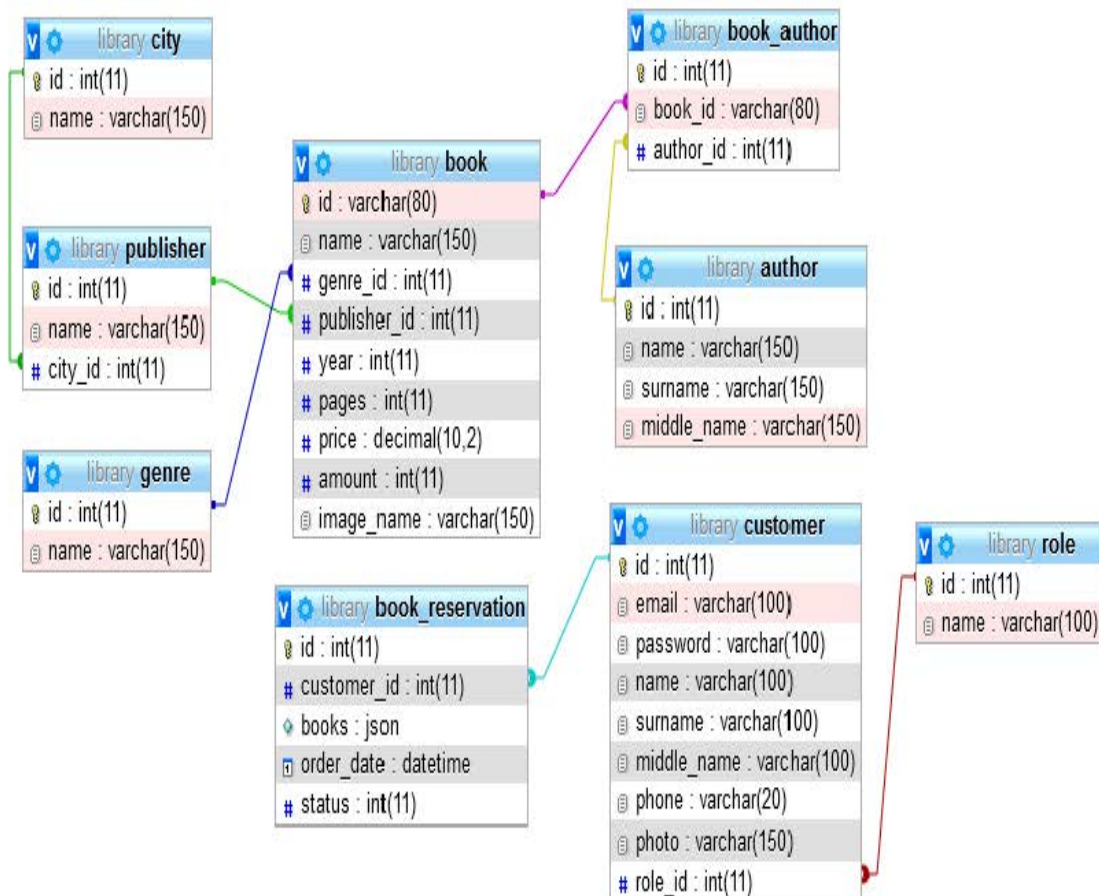 library city
id : int(11)
name : varchar(150)
library publisher
id : int(11)
name : varchar(150)
city_id : int(11)
library genre
id : int(11)
name : varchar(150)
library book
id : varchar(80)
name : varchar(150)
genre_id : int(11)
publisher_id : int(11)
year : int(11)
pages : int(11)
price : decimal(10,2)
amount : int(11)
image_name : varchar(150)
library book_author
id : int(11)
book_id : varchar(80)
author_id : int(11)
library author
id : int(11)
name : varchar(150)
surname : varchar(150)
middle_name : varchar(150)
library book_reservation
id : int(11)
customer_id : int(11)
books : json
order_date : datetime
status : int(11)
library customer
id : int(11)
email : varchar(100)
password : varchar(100)
name : varchar(100)
surname : varchar(100)
middle_name : varchar(100)
phone : varchar(20)
photo : varchar(150)
role_id : int(11)
library role
id : int(11)
name : varchar(100)